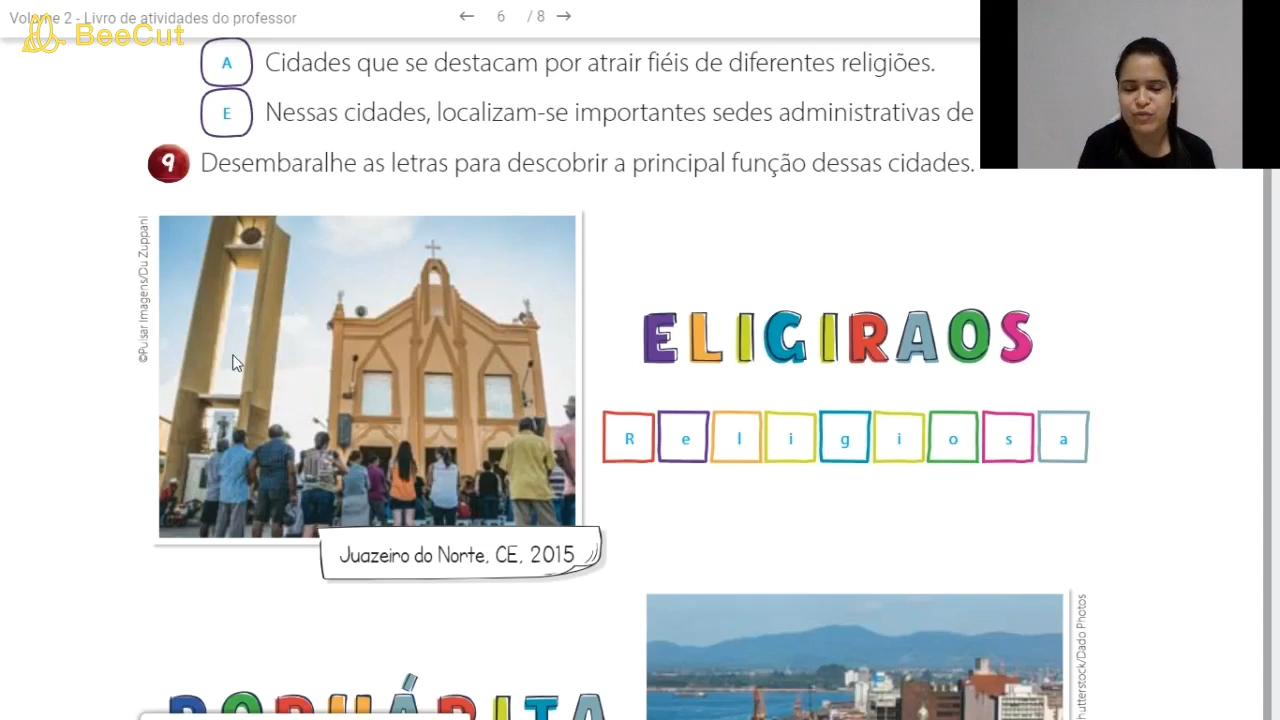 Volume 2 - Livro de atividades do professor
6 / 8
BeeCut
A Cidades que se destacam por atrair fiéis de diferentes religiões.
E Nessas cidades, localizam-se importantes sedes administrativas de
9 Desembaralhe as letras para descobrir a principal função dessas cidades.
©Pulsar Imagens/Du Zuppani
ELIGIRAOS
R e l i g i o s a
Juazeiro do Norte, CE, 2015
hutterstock/Dado Photos